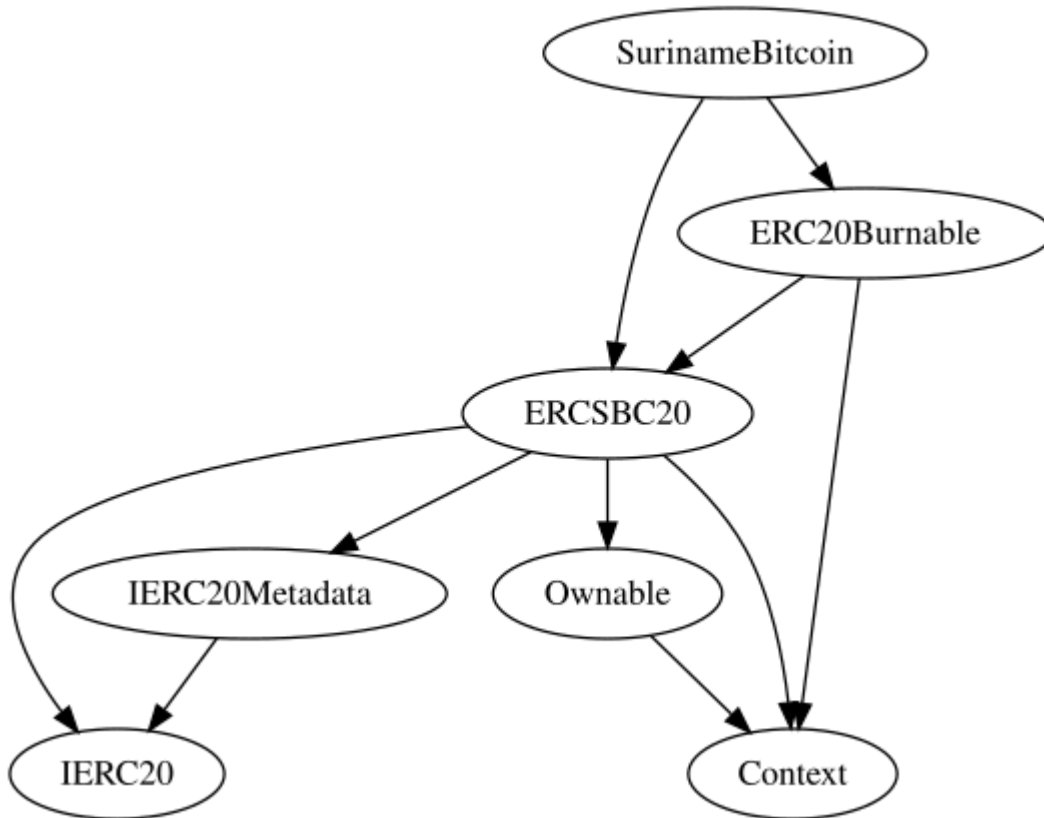 SurinameBitcoin
ERC20Burnable
ERCSBC20
IERC20Metadata
Ownable
IERC20
Context